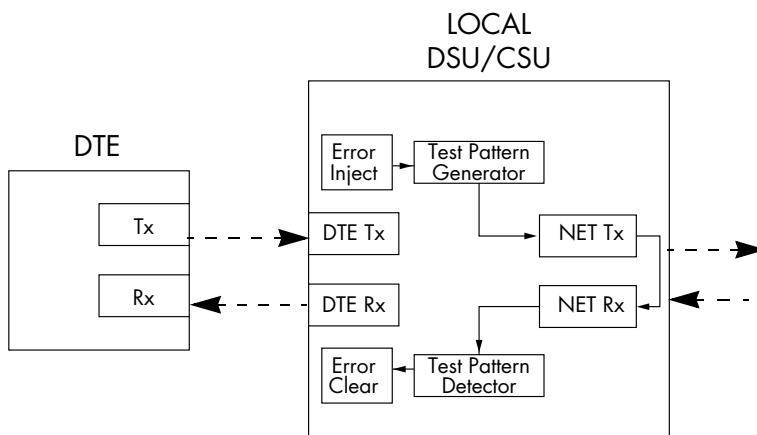 LOCAL
DSU/CSU
DTE
Error
Inject
Test Pattern
Generator
Tx
DTE Tx
NET Tx
Rx
DTE Rx
NET Rx
Error
Clear
Test Pattern
Detector